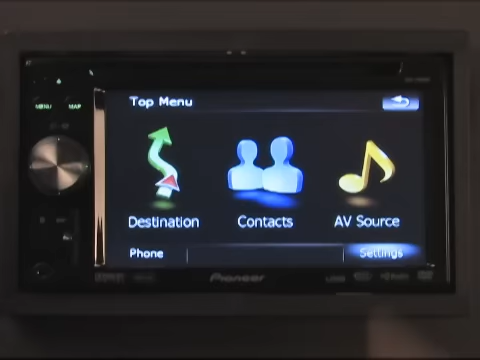 Top Menu
MENU MAP
Destination Contacts AV Source
Phone Settings
Pioneer